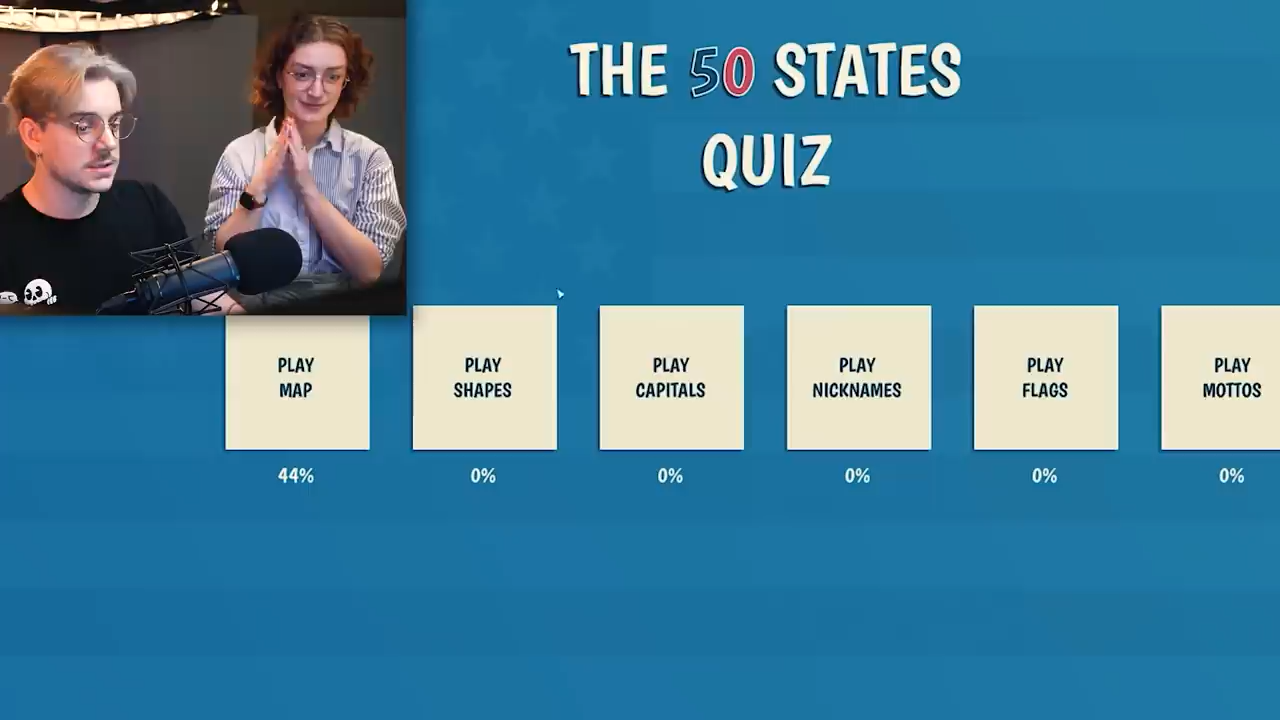 THE 50 STATES
QUIZ
PLAY
MAP
44%
PLAY
SHAPES
0%
PLAY
CAPITALS
0%
PLAY
NICKNAMES
0%
PLAY
FLAGS
0%
PLAY
MOTTOS
0%